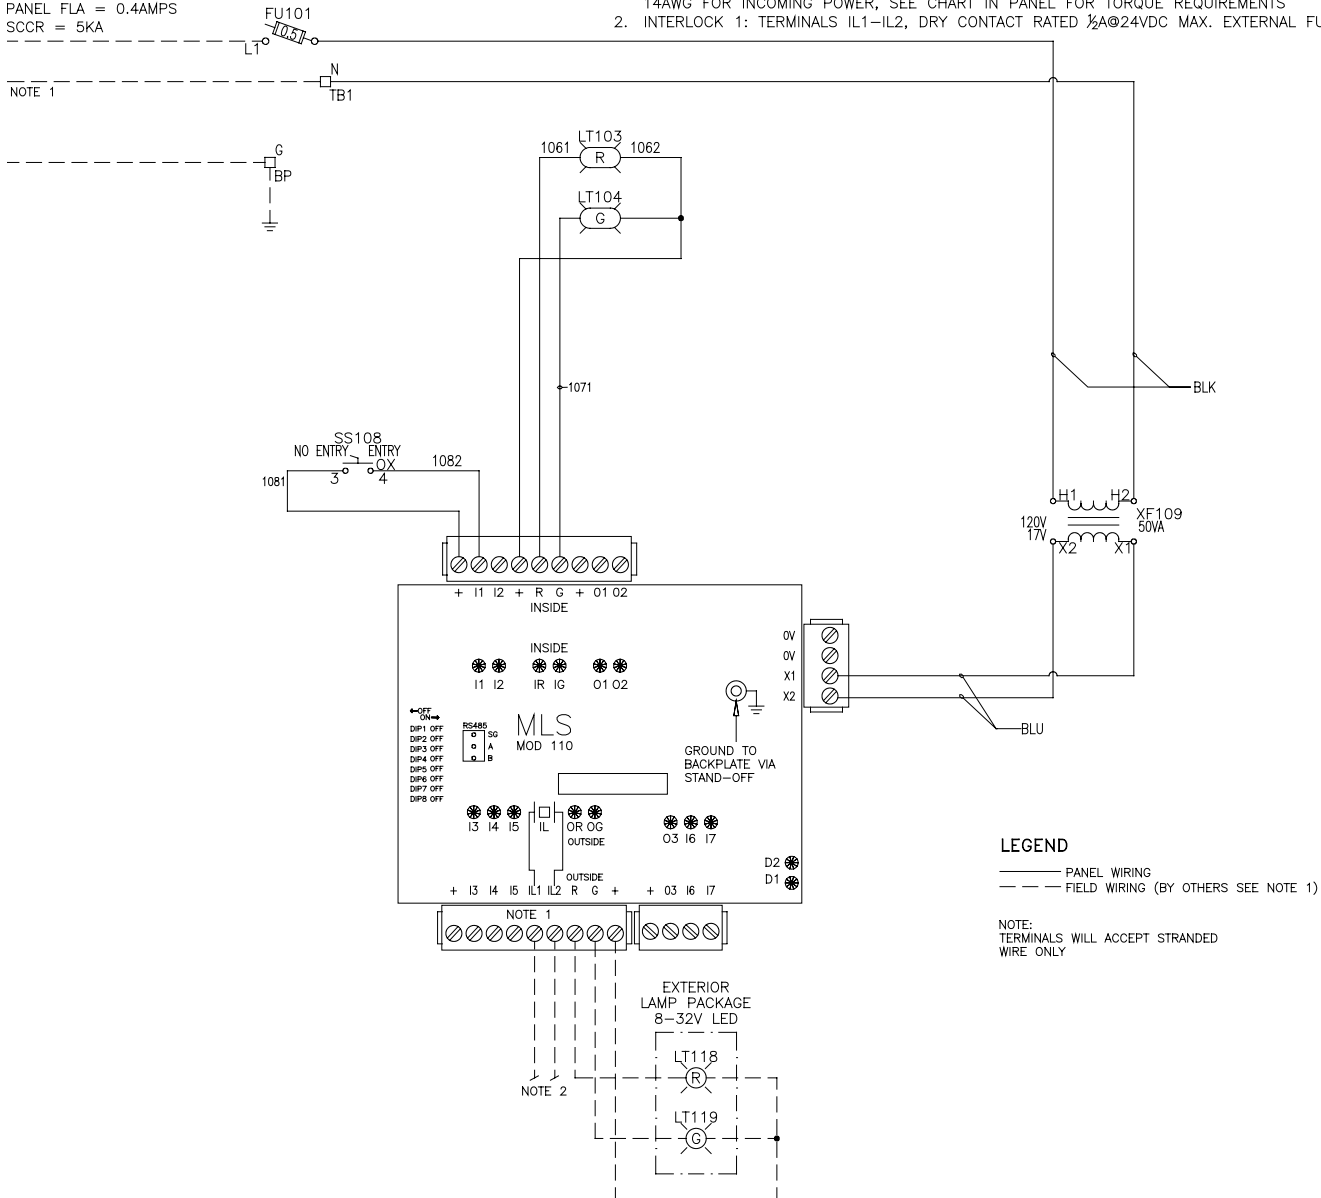 PANEL FLA = 0.4AMPS
SCCR = 5KA
14AWG FOR INCOMING POWER, SEE CHART IN PANEL FOR TORQUE REQUIREMENTS
2. INTERLOCK 1: TERMINALS IL1-IL2, DRY CONTACT RATED ½A@24VDC MAX. EXTERNAL
FU101
0.5
L1
N
TB1
NOTE 1
G
BP
LT103
1061 R 1062
LT104
G
1071
BLK
SS108
NO ENTRY ENTRY
OX
1081 3 4 1082
H1 H2
XF109
120V 50VA
17V
X2 X1
+ I1 I2 + R G + O1 O2
INSIDE
INSIDE
I1 I2 IR IG O1 O2
0V
0V
X1
X2
BLU
←OFF
ON→
DIP1 OFF
DIP2 OFF
DIP3 OFF
DIP4 OFF
DIP5 OFF
DIP6 OFF
DIP7 OFF
DIP8 OFF
RS485
SG
A
B
MLS
MOD 110
GROUND TO
BACKPLATE VIA
STAND-OFF
I3 I4 I5 IL OR OG
OUTSIDE
O3 I6 I7
D2
D1
OUTSIDE
+ I3 I4 I5 IL1 IL2 R G + + O3 I6 I7
NOTE 1
LEGEND
PANEL WIRING
FIELD WIRING (BY OTHERS SEE NOTE 1)
NOTE:
TERMINALS WILL ACCEPT STRANDED
WIRE ONLY
EXTERIOR
LAMP PACKAGE
8-32V LED
LT118
R
NOTE 2
LT119
G